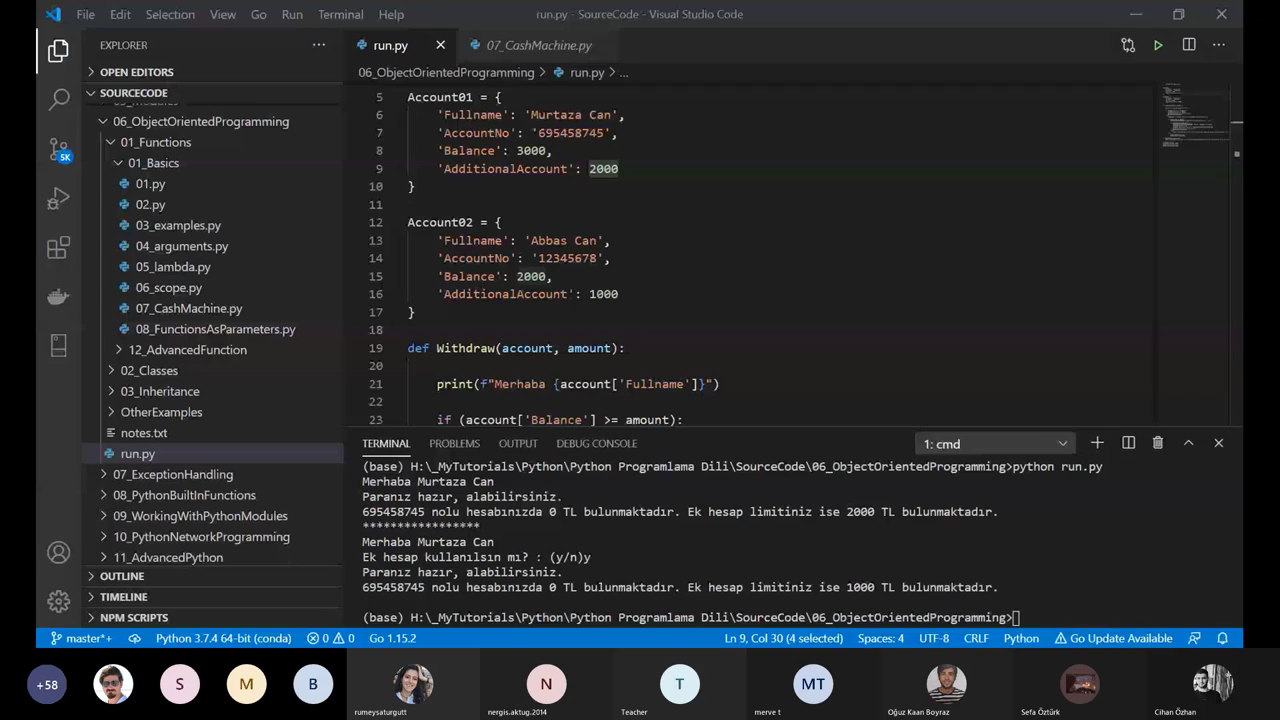 File Edit Selection View Go Run Terminal Help run.py - SourceCode - Visual Studio Code
EXPLORER
OPEN EDITORS
SOURCECODE
06_ObjectOrientedProgramming
01_Functions
01_Basics
01.py
02.py
03_examples.py
04_arguments.py
05_lambda.py
06_scope.py
07_CashMachine.py
08_FunctionsAsParameters.py
12_AdvancedFunction
02_Classes
03_Inheritance
OtherExamples
notes.txt
run.py
07_ExceptionHandling
08_PythonBuiltInFunctions
09_WorkingWithPythonModules
10_PythonNetworkProgramming
11_AdvancedPython
OUTLINE
TIMELINE
NPM SCRIPTS
5K
run.py 07_CashMachine.py
06_ObjectOrientedProgramming > run.py > ...
5 Account01 = {
6 'Fullname': 'Murtaza Can',
7 'AccountNo': '695458745',
8 'Balance': 3000,
9 'AdditionalAccount': 2000
10 }
11
12 Account02 = {
13 'Fullname': 'Abbas Can',
14 'AccountNo': '12345678',
15 'Balance': 2000,
16 'AdditionalAccount': 1000
17 }
18
19 def Withdraw(account, amount):
20
21 print(f"Merhaba {account['Fullname']}")
22
23 if (account['Balance'] >= amount):
TERMINAL PROBLEMS OUTPUT DEBUG CONSOLE 1: cmd
(base) H:\_MyTutorials\Python\Python Programlama Dili\SourceCode\06_ObjectOrientedProgramming>python run.py
Merhaba Murtaza Can
Paranız hazır, alabilirsiniz.
695458745 nolu hesabınızda 0 TL bulunmaktadır. Ek hesap limitiniz ise 2000 TL bulunmaktadır.
*****************
Merhaba Murtaza Can
Ek hesap kullanılsın mı? : (y/n)y
Paranız hazır, alabilirsiniz.
695458745 nolu hesabınızda 0 TL bulunmaktadır. Ek hesap limitiniz ise 1000 TL bulunmaktadır.
(base) H:\_MyTutorials\Python\Python Programlama Dili\SourceCode\06_ObjectOrientedProgramming>
master*+ Python 3.7.4 64-bit (conda) 0 0 Go 1.15.2 Ln 9, Col 30 (4 selected) Spaces: 4 UTF-8 CRLF Python Go Update Available
+58 S M B N T MT
rumeysaturgutt nergis.aktug.2014 Teacher merve t Oğuz Kaan Boyraz Sefa Öztürk Cihan Özhan